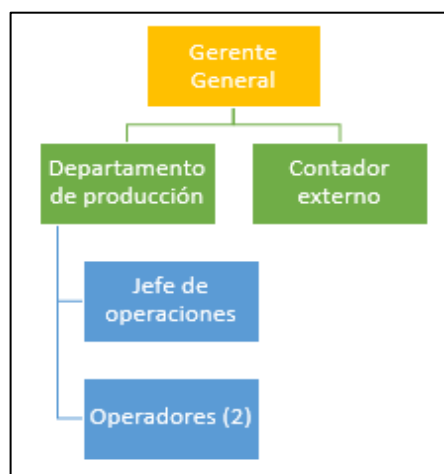 Gerente
General
Departamento
de producción
Contador
externo
Jefe de
operaciones
Operadores (2)